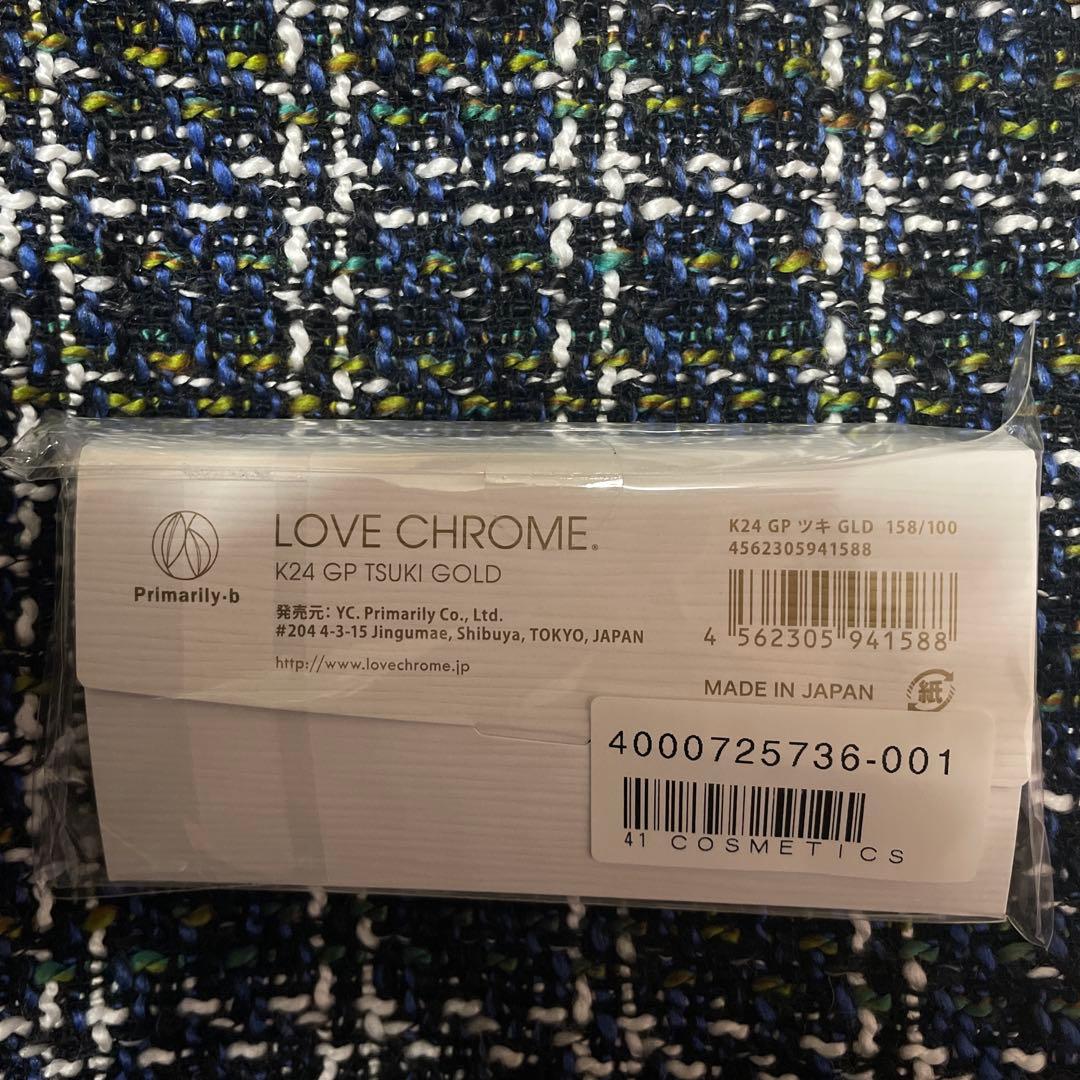 Primarily・b
LOVE CHROME®
K24 GP TSUKI GOLD
発売元: YC. Primarily Co., Ltd.
#204 4-3-15 Jingumae, Shibuya, TOKYO, JAPAN
http://www.lovechrome.jp
K24 GP ツキ GLD 158/100
4562305941588
4 562305 941588
MADE IN JAPAN
紙
4000725736-001
41 COSMETICS